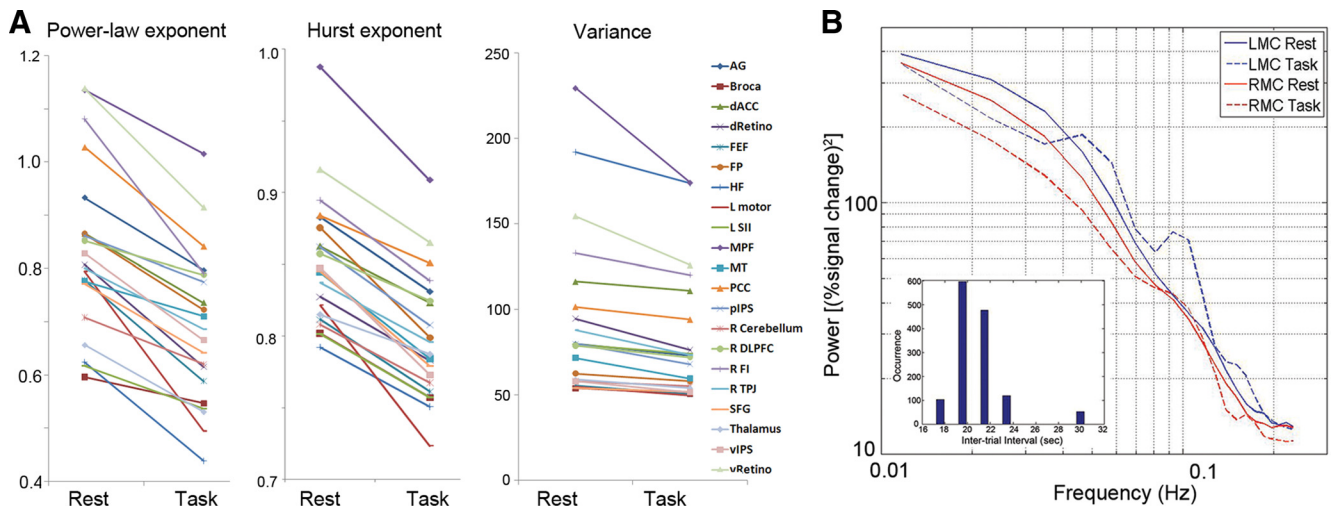 A
Power-law exponent
Hurst exponent
Variance
1.2
1.0
0.8
0.6
0.4
Rest
Task
1.0
0.9
0.8
0.7
Rest
Task
250
200
150
100
50
0
Rest
Task
AG
Broca
dACC
dRetino
FEF
FP
HF
L motor
L SII
MPF
MT
PCC
pIPS
R Cerebellum
R DLPFC
R FI
R TPJ
SFG
Thalamus
vIPS
vRetino
B
Power [(%signal change)²]
100
10
LMC Rest
LMC Task
RMC Rest
RMC Task
Occurrence
600
500
400
300
200
100
0
16 18 20 22 24 26 28 30 32
Inter-trial Interval (sec)
0.01
0.1
Frequency (Hz)